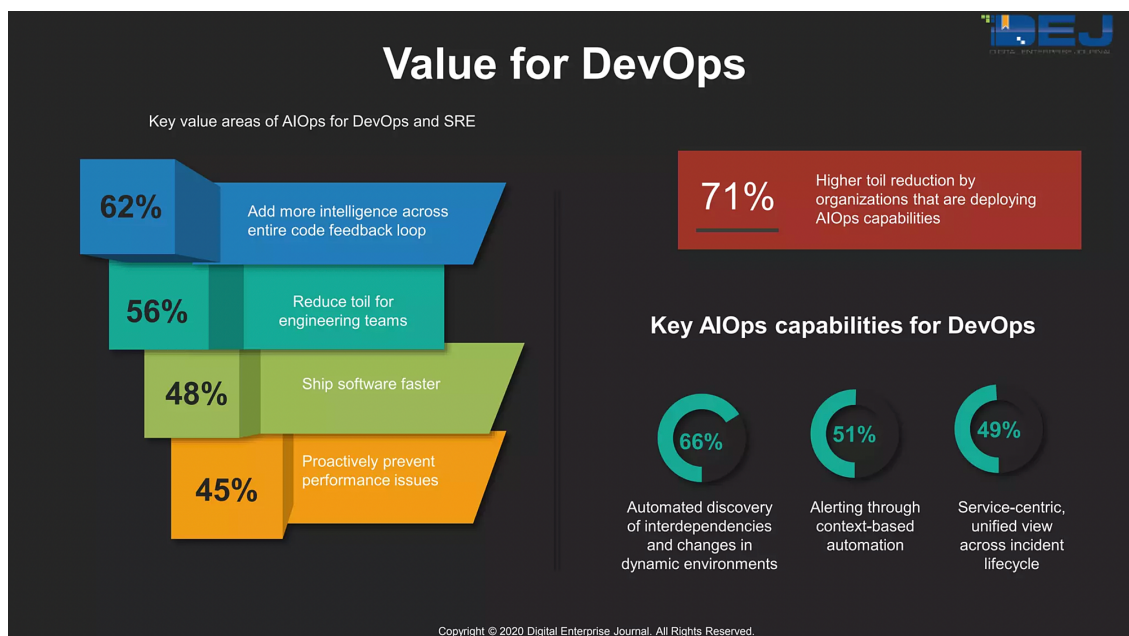 DEJ
DIGITAL ENTERPRISE JOURNAL
Value for DevOps
Key value areas of AIOps for DevOps and SRE
62%
Add more intelligence across
entire code feedback loop
56%
Reduce toil for
engineering teams
48%
Ship software faster
45%
Proactively prevent
performance issues
71%
Higher toil reduction by
organizations that are deploying
AIOps capabilities
Key AIOps capabilities for DevOps
66%
Automated discovery
of interdependencies
and changes in
dynamic environments
51%
Alerting through
context-based
automation
49%
Service-centric,
unified view
across incident
lifecycle
Copyright © 2020 Digital Enterprise Journal. All Rights Reserved.